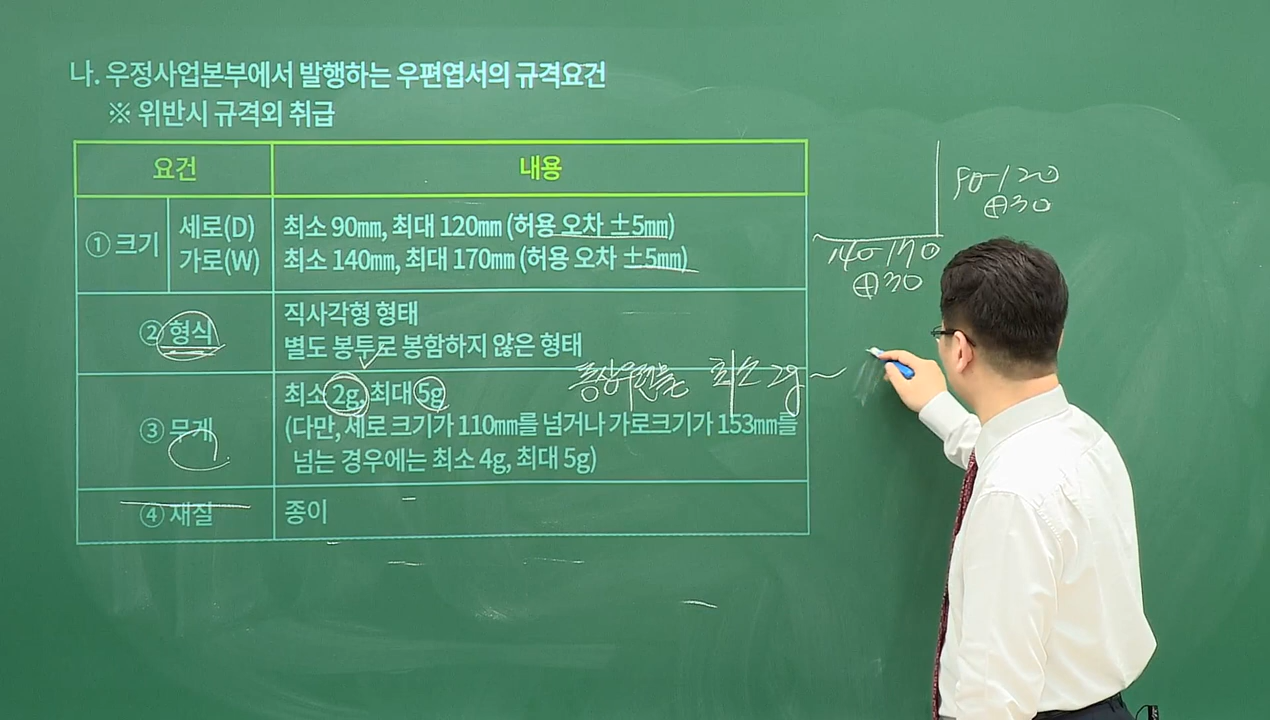 나. 우정사업본부에서 발행하는 우편엽서의 규격요건
※ 위반시 규격외 취급
요건 내용
① 크기 세로(D) 최소 90㎜, 최대 120㎜ (허용 오차 ±5㎜)
가로(W) 최소 140㎜, 최대 170㎜ (허용 오차 ±5㎜)
② 형식 직사각형 형태
별도 봉투로 봉함하지 않은 형태
③ 무게 최소 2g, 최대 5g
(다만, 세로 크기가 110㎜를 넘거나 가로크기가 153㎜를
넘는 경우에는 최소 4g, 최대 5g)
④ 재질 종이
90-120
⊕30
140-170
⊕30
통상우편물 최소 2g~